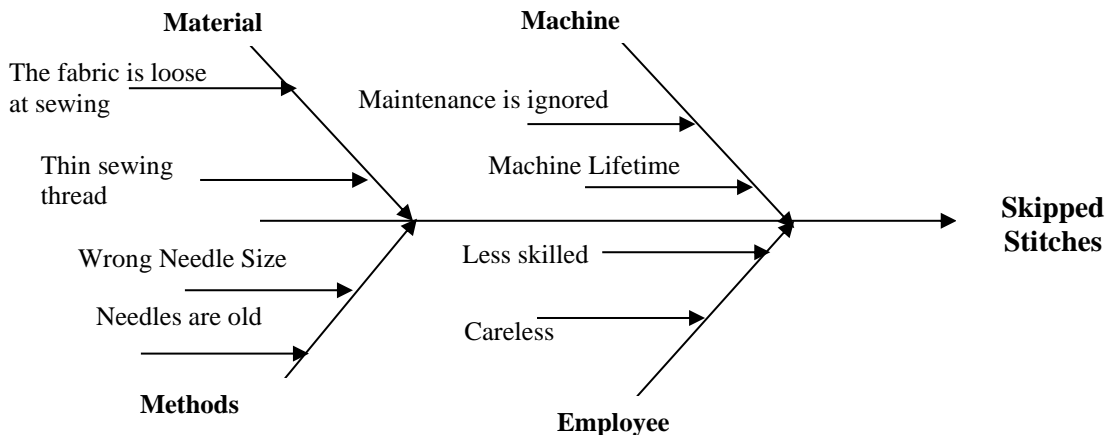 Material
Machine
The fabric is loose
at sewing
Maintenance is ignored
Thin sewing
thread
Machine Lifetime
Skipped
Stitches
Wrong Needle Size
Less skilled
Needles are old
Careless
Methods
Employee